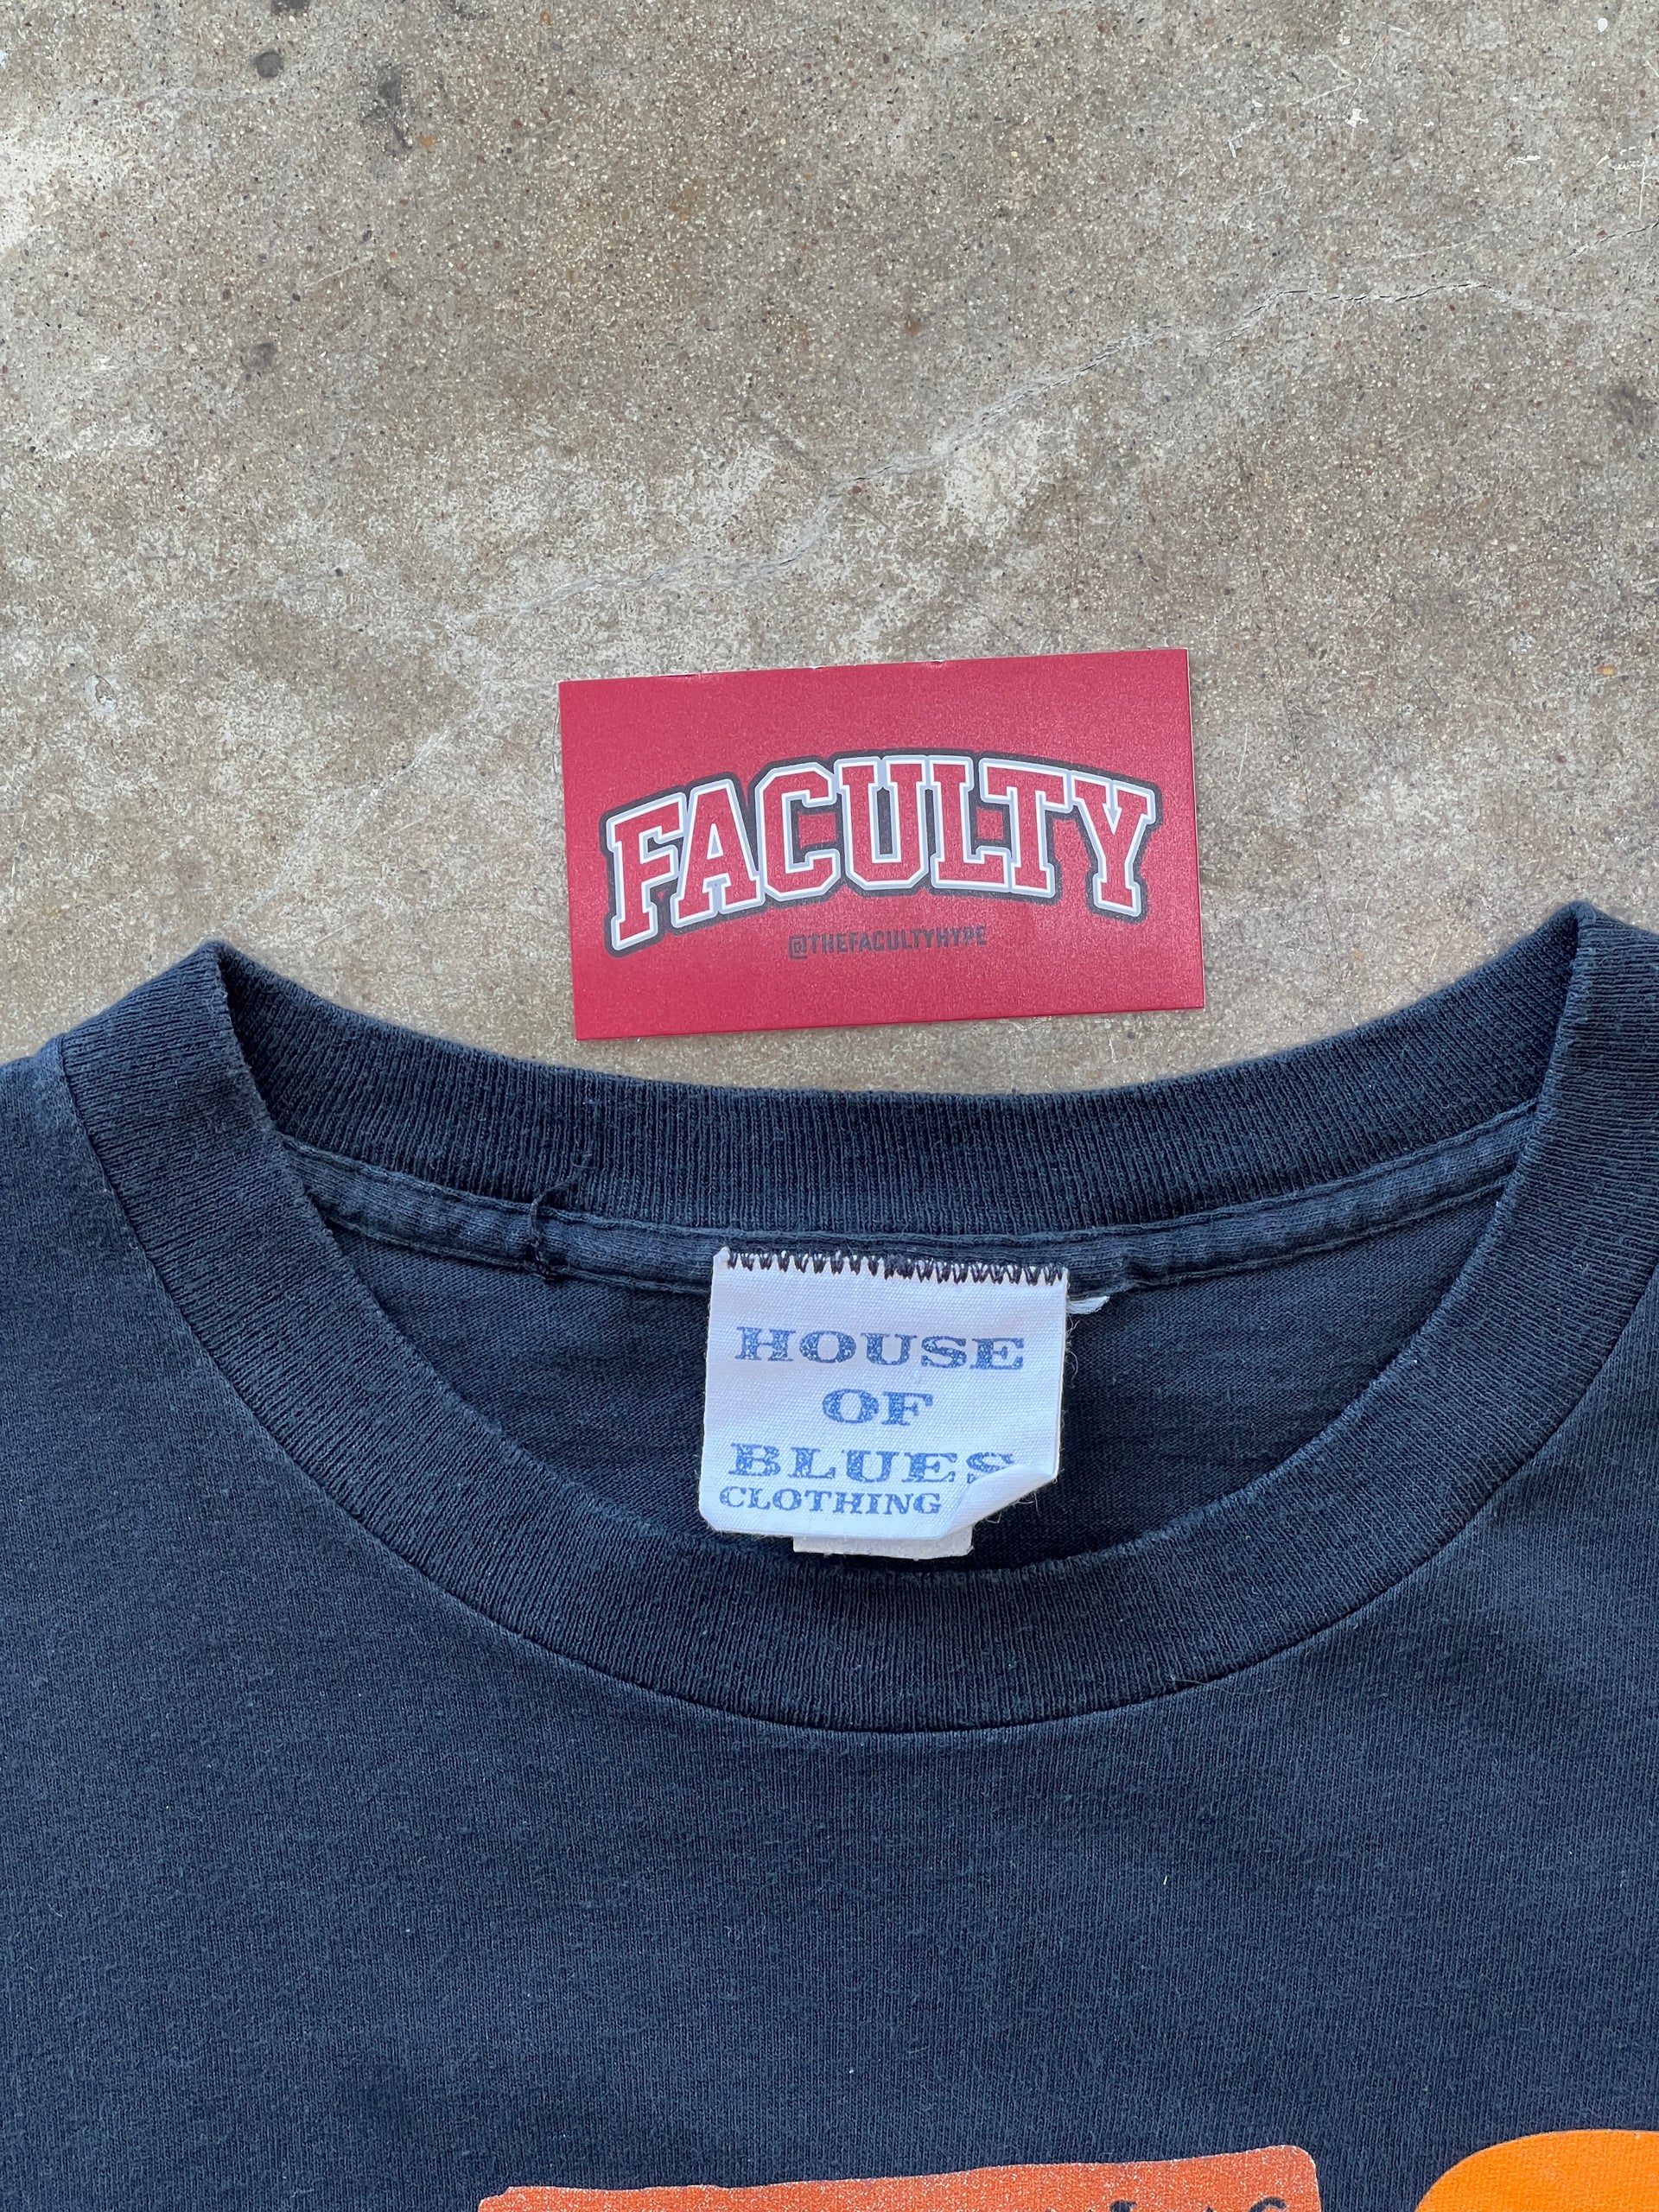 FACULTY
@THEFACULTYHYPE
HOUSE
OF
BLUES
CLOTHING